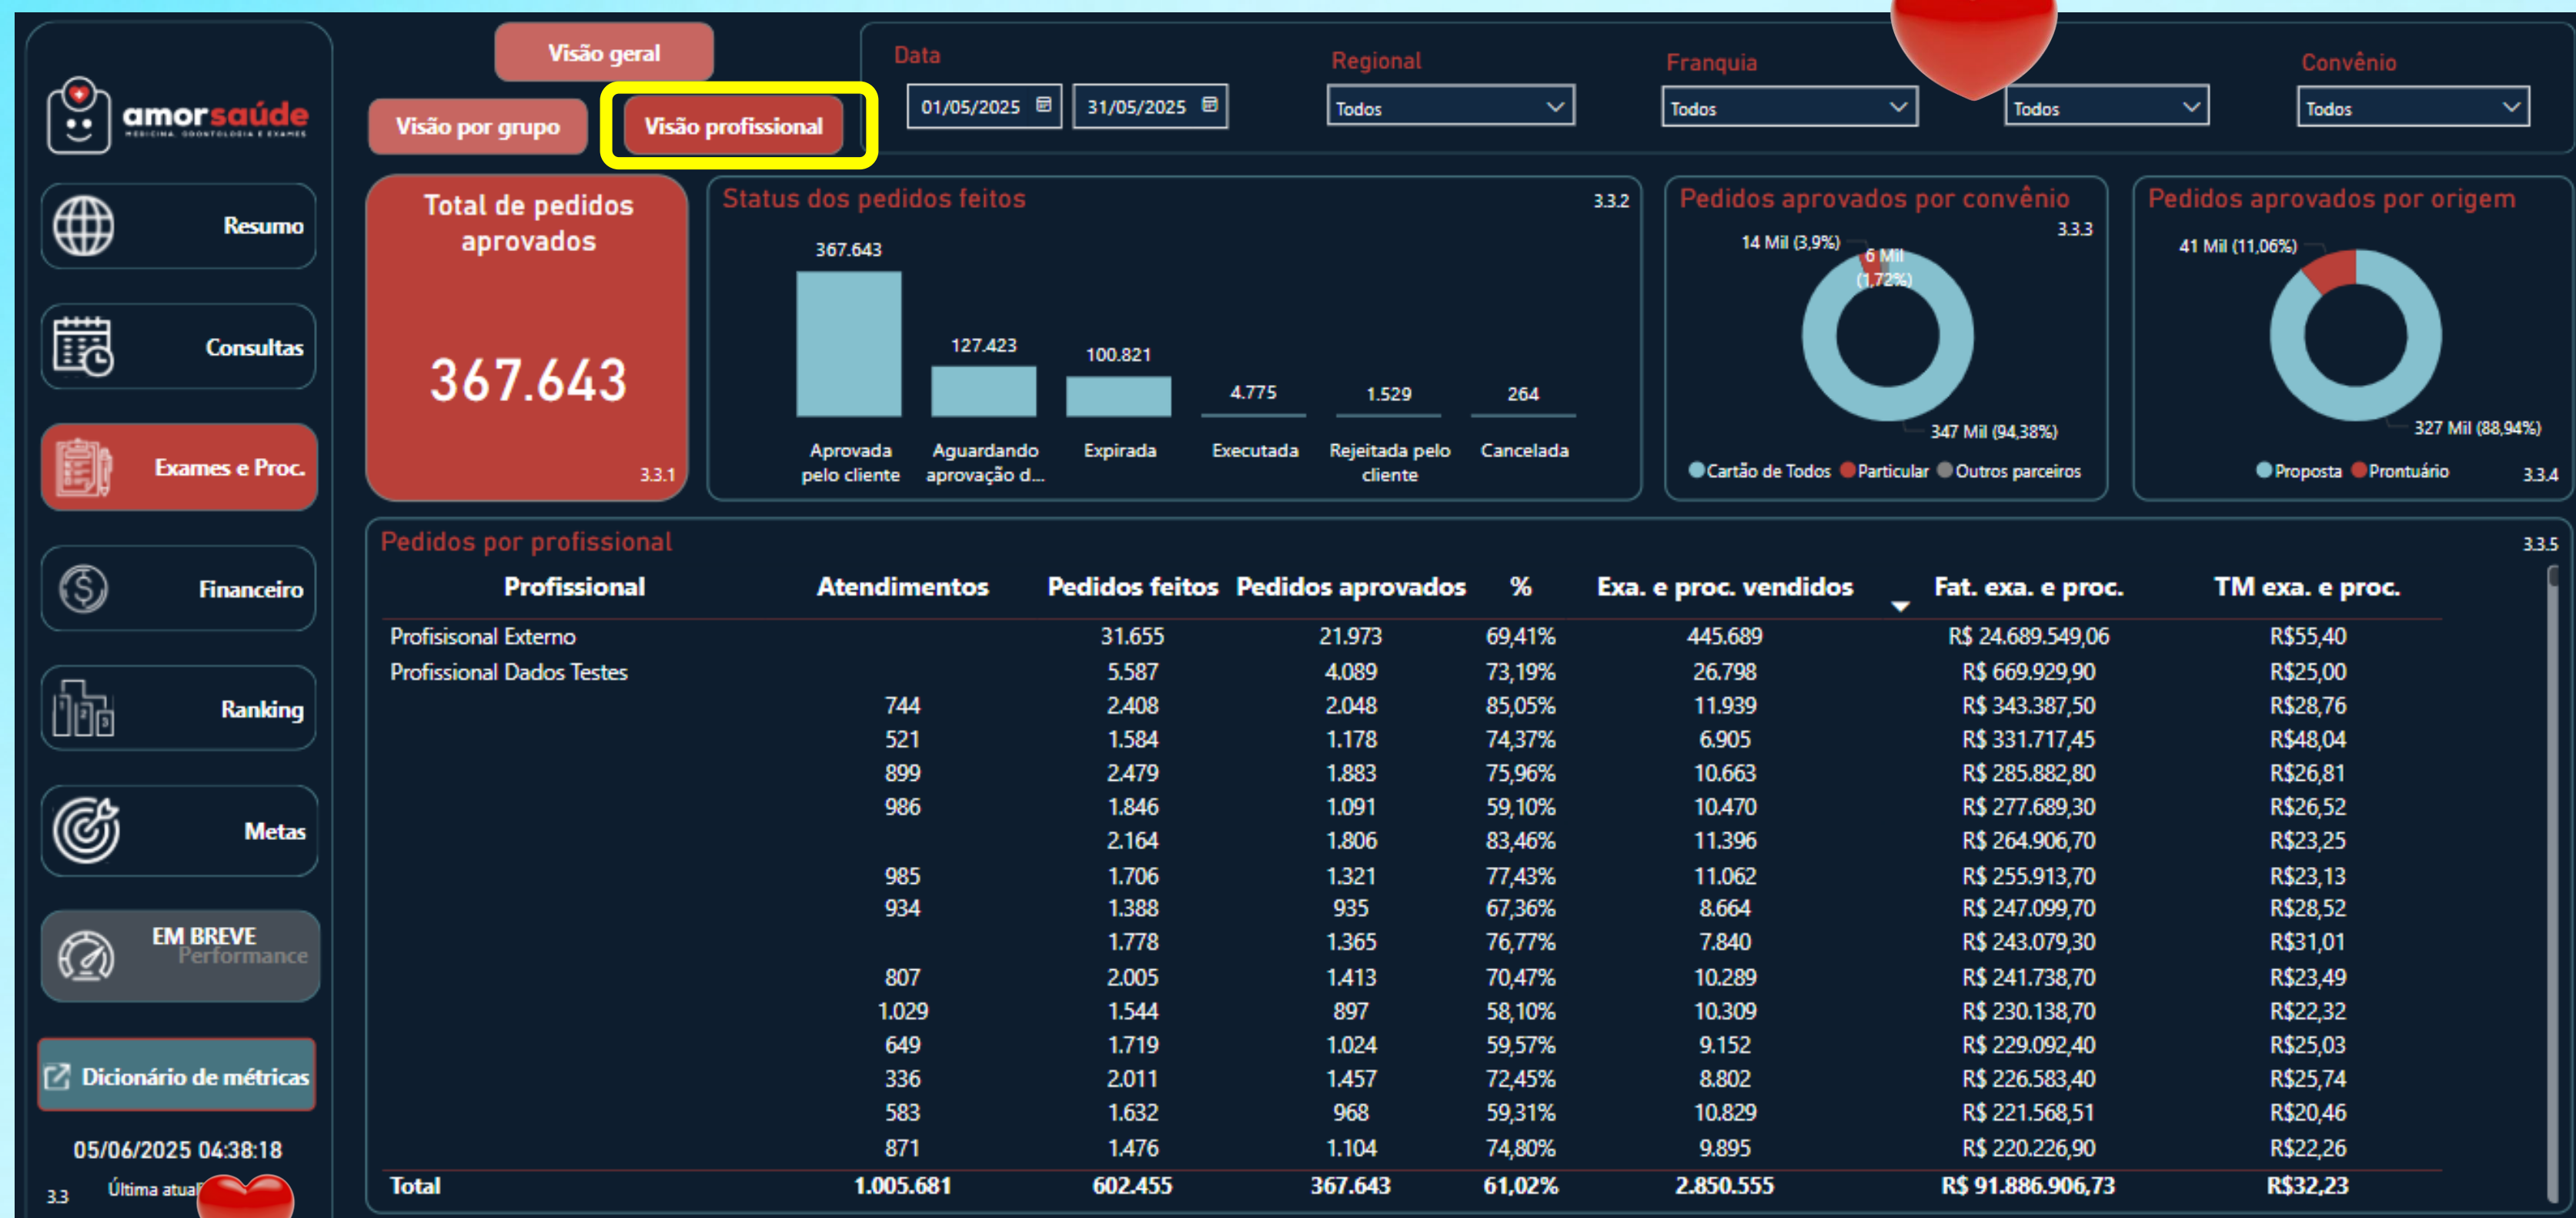 Visão geral
Visão por grupo
Visão profissional
Data
01/05/2025
31/05/2025
Regional
Todos
Franquia
Todos
Todos
Convênio
Todos
amorsaúde
MEDICINA, ODONTOLOGIA E EXAMES
Resumo
Consultas
Exames e Proc.
Financeiro
Ranking
Metas
EM BREVE
Performance
Dicionário de métricas
05/06/2025 04:38:18
Última atual
3.3
Total de pedidos
aprovados
367.643
3.3.1
Status dos pedidos feitos
3.3.2
367.643
127.423
100.821
4.775
1.529
264
Aprovada
pelo cliente
Aguardando
aprovação d...
Expirada
Executada
Rejeitada pelo
cliente
Cancelada
Pedidos aprovados por convênio
3.3.3
14 Mil (3,9%)
6 Mil
(1,72%)
347 Mil (94,38%)
Cartão de Todos Particular Outros parceiros
Pedidos aprovados por origem
41 Mil (11,06%)
327 Mil (88,94%)
Proposta Prontuário
3.3.4
Pedidos por profissional
3.3.5
Profissional Atendimentos Pedidos feitos Pedidos aprovados % Exa. e proc. vendidos Fat. exa. e proc. TM exa. e proc.
Profisisonal Externo 31.655 21.973 69,41% 445.689 R$ 24.689.549,06 R$55,40
Profissional Dados Testes 5.587 4.089 73,19% 26.798 R$ 669.929,90 R$25,00
744 2.408 2.048 85,05% 11.939 R$ 343.387,50 R$28,76
521 1.584 1.178 74,37% 6.905 R$ 331.717,45 R$48,04
899 2.479 1.883 75,96% 10.663 R$ 285.882,80 R$26,81
986 1.846 1.091 59,10% 10.470 R$ 277.689,30 R$26,52
2.164 1.806 83,46% 11.396 R$ 264.906,70 R$23,25
985 1.706 1.321 77,43% 11.062 R$ 255.913,70 R$23,13
934 1.388 935 67,36% 8.664 R$ 247.099,70 R$28,52
1.778 1.365 76,77% 7.840 R$ 243.079,30 R$31,01
807 2.005 1.413 70,47% 10.289 R$ 241.738,70 R$23,49
1.029 1.544 897 58,10% 10.309 R$ 230.138,70 R$22,32
649 1.719 1.024 59,57% 9.152 R$ 229.092,40 R$25,03
336 2.011 1.457 72,45% 8.802 R$ 226.583,40 R$25,74
583 1.632 968 59,31% 10.829 R$ 221.568,51 R$20,46
871 1.476 1.104 74,80% 9.895 R$ 220.226,90 R$22,26
Total 1.005.681 602.455 367.643 61,02% 2.850.555 R$ 91.886.906,73 R$32,23